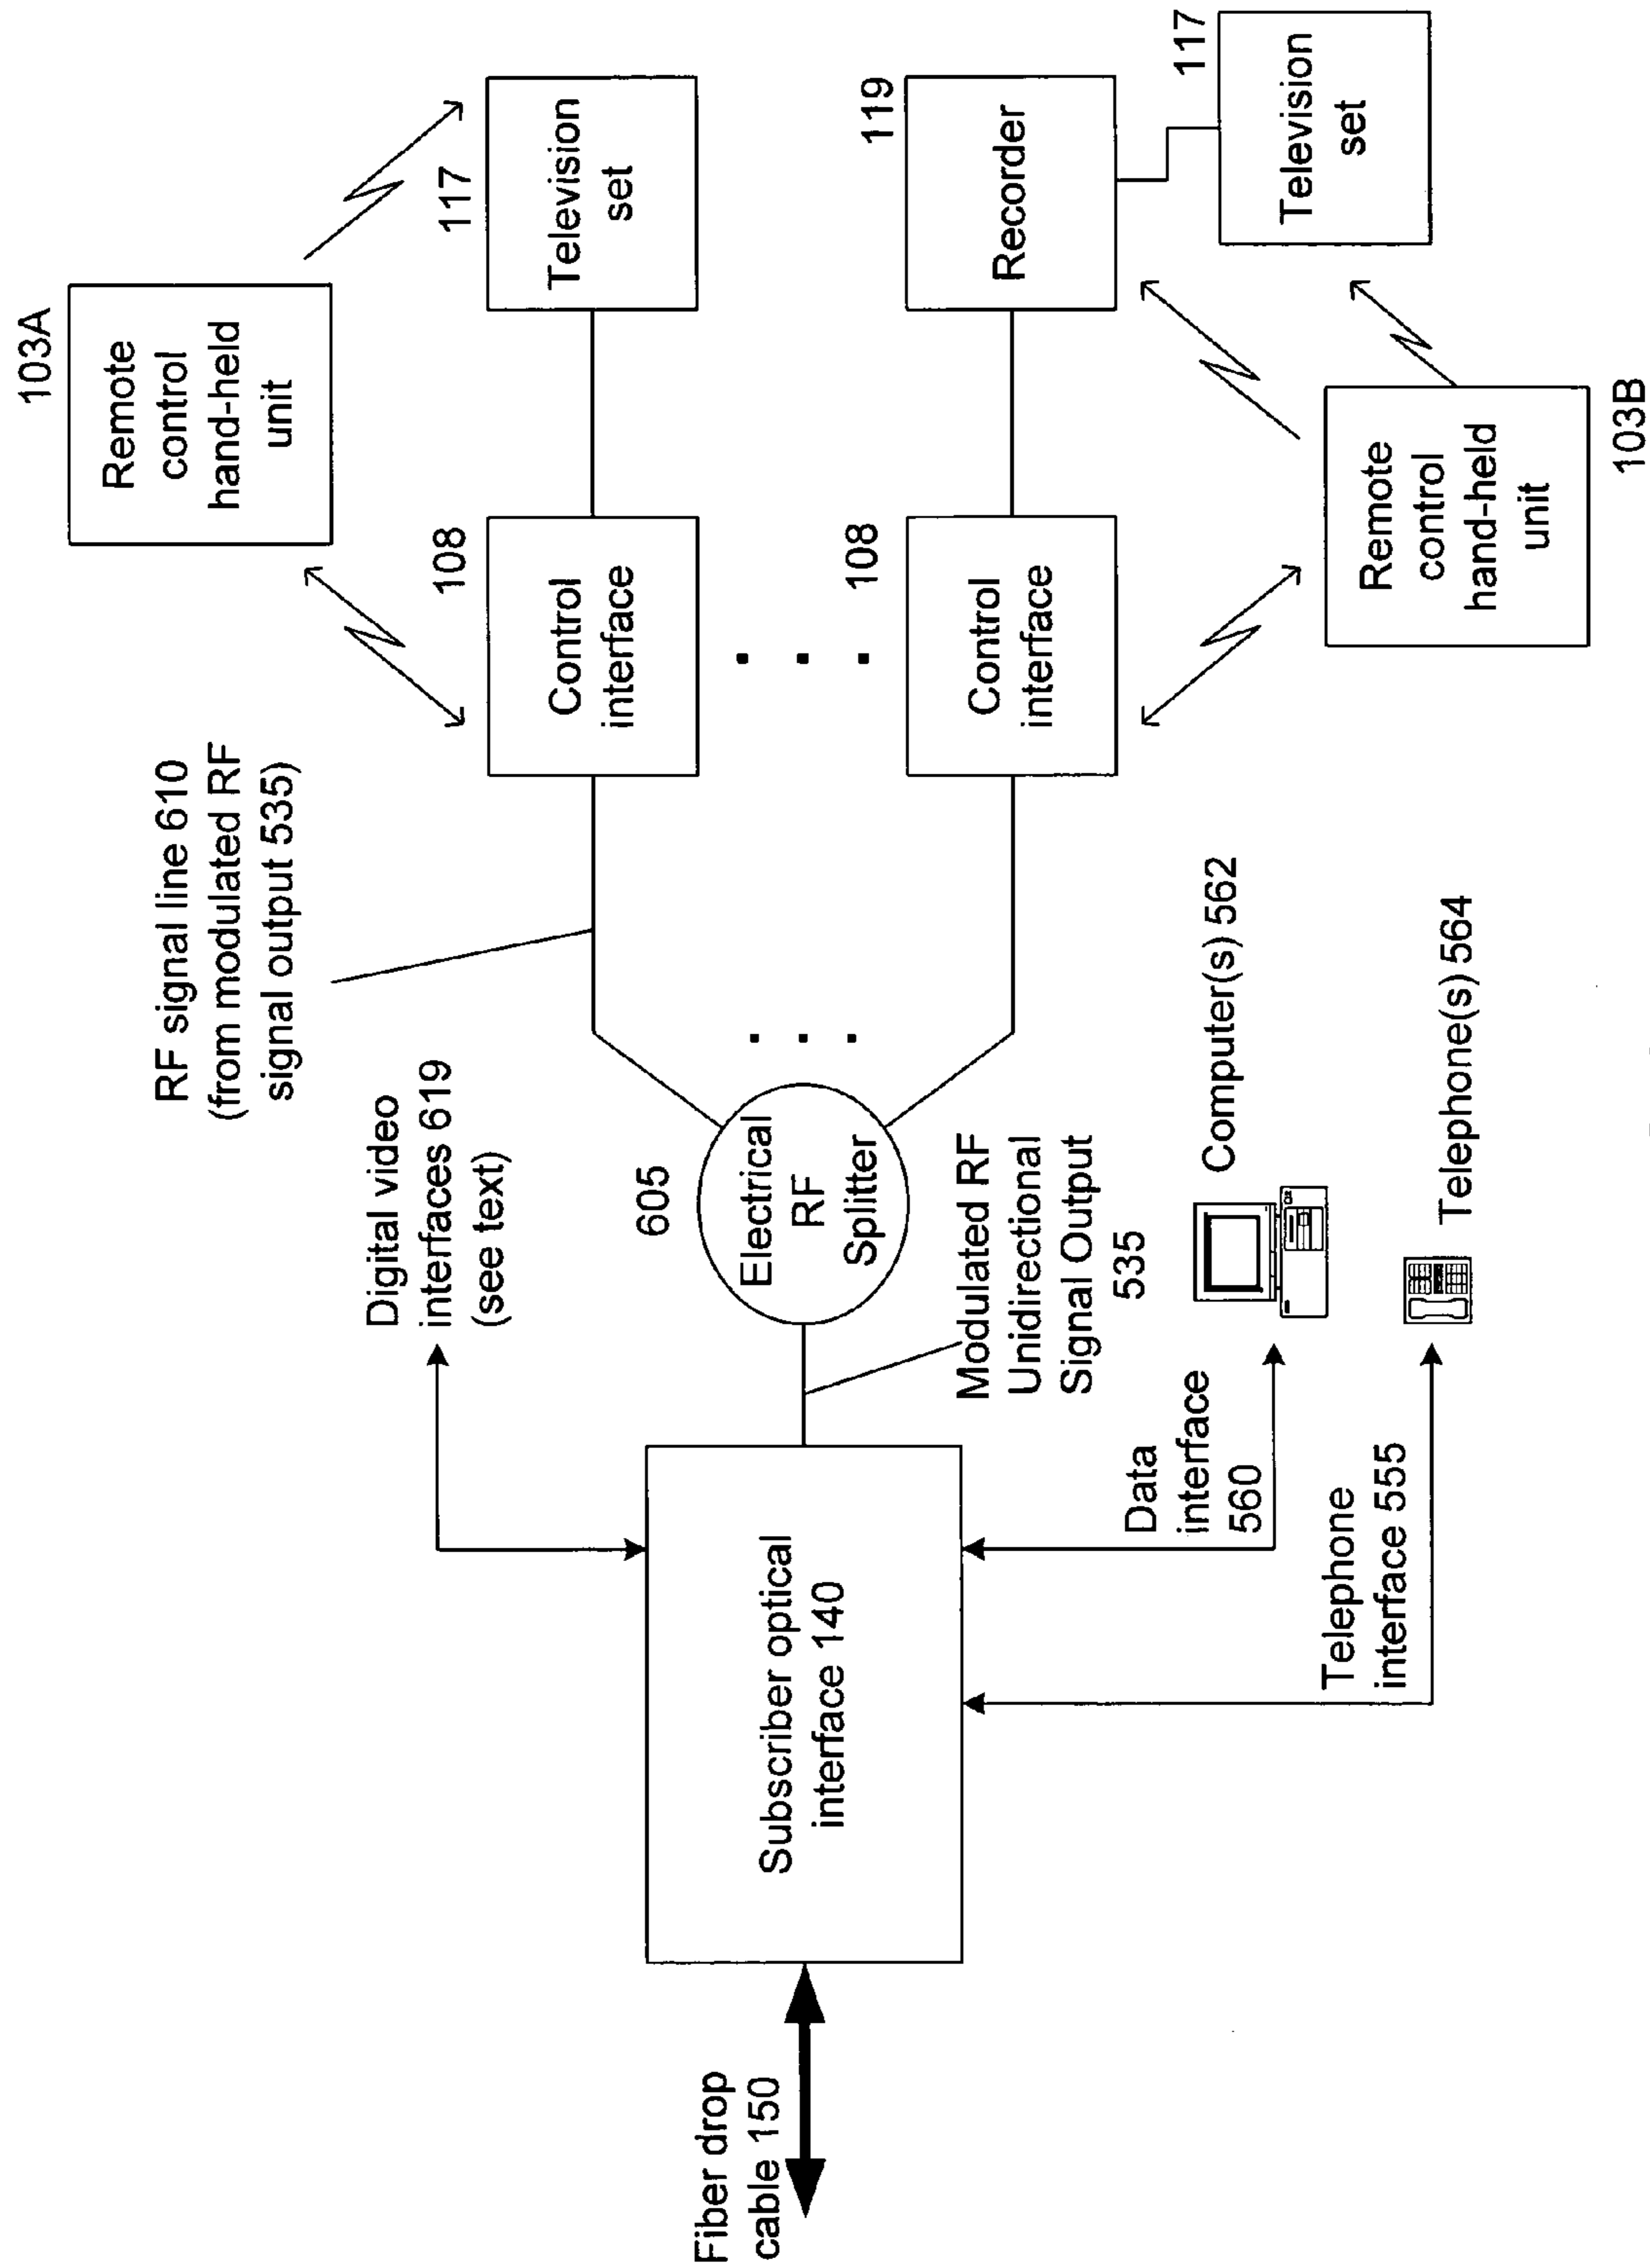 103A
Remote
control
hand-held
unit
RF signal line 610
(from modulated RF
signal output 535)
117
Television
set
108
Control
interface
Digital video
interfaces 619
(see text)
605
Electrical
RF
Splitter
Fiber drop
cable 150
Subscriber optical
interface 140
Modulated RF
Unidirectional
Signal Output
535
108
Control
interface
119
Recorder
117
Television
set
Data
interface
560
Computer(s) 562
Telephone
interface 555
Telephone(s) 564
Remote
control
hand-held
unit
103B